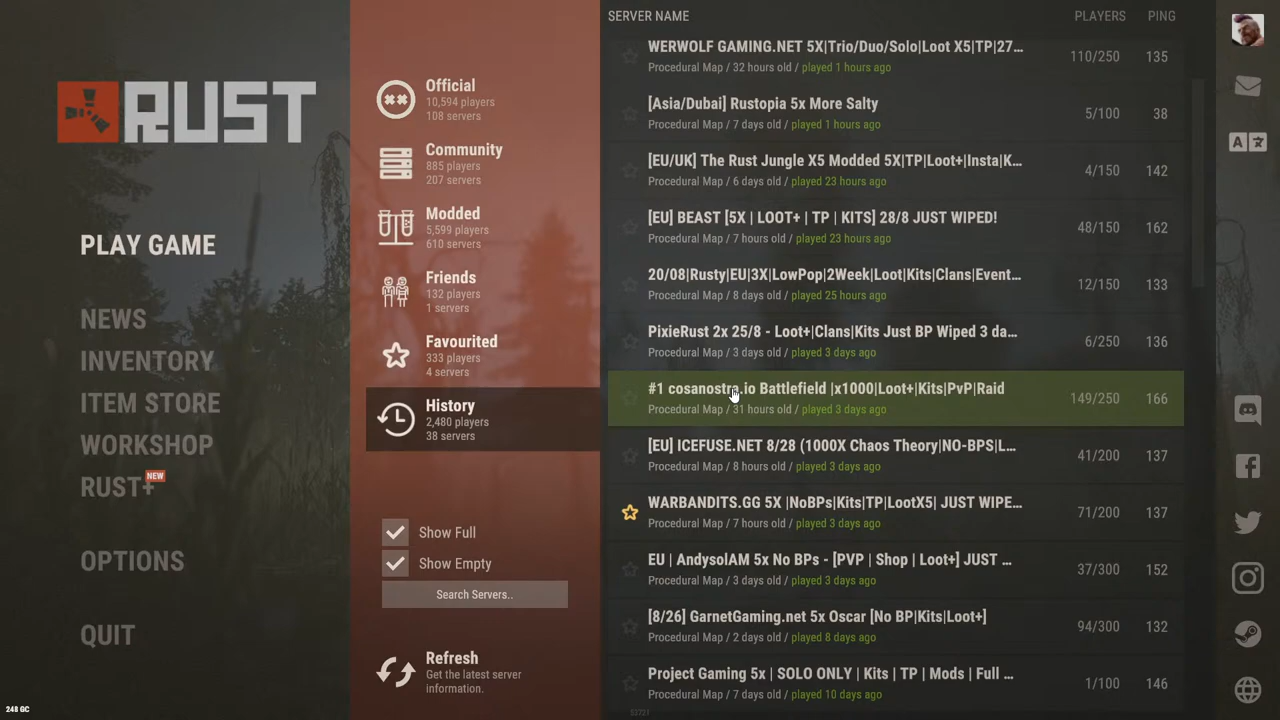 RUST
PLAY GAME
NEWS
INVENTORY
ITEM STORE
WORKSHOP
RUST+
NEW
OPTIONS
QUIT
248 GC
Official
10,594 players
108 servers
Community
885 players
207 servers
Modded
5,599 players
610 servers
Friends
132 players
1 servers
Favourited
333 players
4 servers
History
2,480 players
38 servers
Show Full
Show Empty
Search Servers..
Refresh
Get the latest server
information.
SERVER NAME PLAYERS PING
WERWOLF GAMING.NET 5X|Trio/Duo/Solo|Loot X5|TP|27... 110/250 135
Procedural Map / 32 hours old / played 1 hours ago
[Asia/Dubai] Rustopia 5x More Salty 5/100 38
Procedural Map / 7 days old / played 1 hours ago
[EU/UK] The Rust Jungle X5 Modded 5X|TP|Loot+|Insta|K... 4/150 142
Procedural Map / 6 days old / played 23 hours ago
[EU] BEAST [5X | LOOT+ | TP | KITS] 28/8 JUST WIPED! 48/150 162
Procedural Map / 7 hours old / played 23 hours ago
20/08|Rusty|EU|3X|LowPop|2Week|Loot|Kits|Clans|Event... 12/150 133
Procedural Map / 8 days old / played 25 hours ago
PixieRust 2x 25/8 - Loot+|Clans|Kits Just BP Wiped 3 da... 6/250 136
Procedural Map / 3 days old / played 3 days ago
#1 cosanostra.io Battlefield |x1000|Loot+|Kits|PvP|Raid 149/250 166
Procedural Map / 31 hours old / played 3 days ago
[EU] ICEFUSE.NET 8/28 (1000X Chaos Theory|NO-BPS|L... 41/200 137
Procedural Map / 8 hours old / played 3 days ago
WARBANDITS.GG 5X |NoBPs|Kits|TP|LootX5| JUST WIPE... 71/200 137
Procedural Map / 7 hours old / played 3 days ago
EU | AndysolAM 5x No BPs - [PVP | Shop | Loot+] JUST ... 37/300 152
Procedural Map / 3 days old / played 3 days ago
[8/26] GarnetGaming.net 5x Oscar [No BP|Kits|Loot+] 94/300 132
Procedural Map / 2 days old / played 8 days ago
Project Gaming 5x | SOLO ONLY | Kits | TP | Mods | Full ... 1/100 146
Procedural Map / 7 days old / played 10 days ago